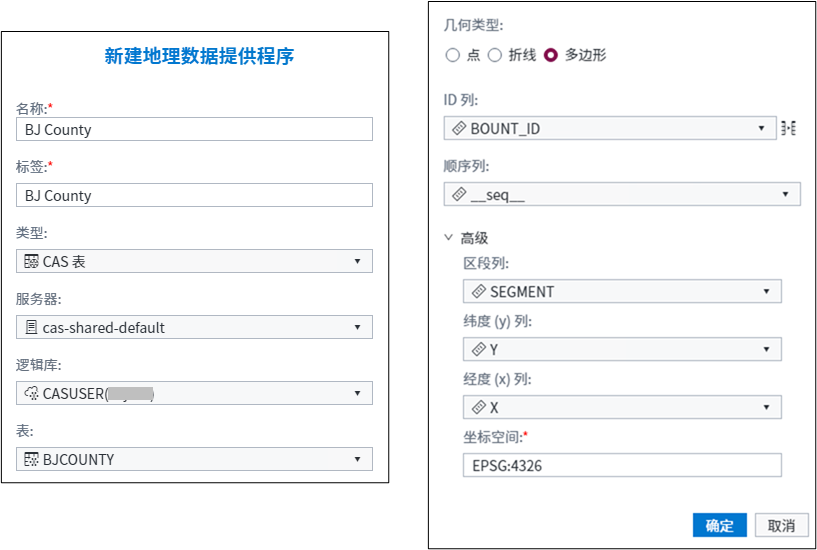 新建地理数据提供程序
名称:*
BJ County
标签:*
BJ County
类型:
CAS 表
服务器:
cas-shared-default
逻辑库:
CASUSER( )
表:
BJCOUNTY
几何类型:
点 折线 多边形
ID 列:
BOUNT_ID
顺序列:
__seq__
高级
区段列:
SEGMENT
纬度 (y) 列:
Y
经度 (x) 列:
X
坐标空间:*
EPSG:4326
确定 取消